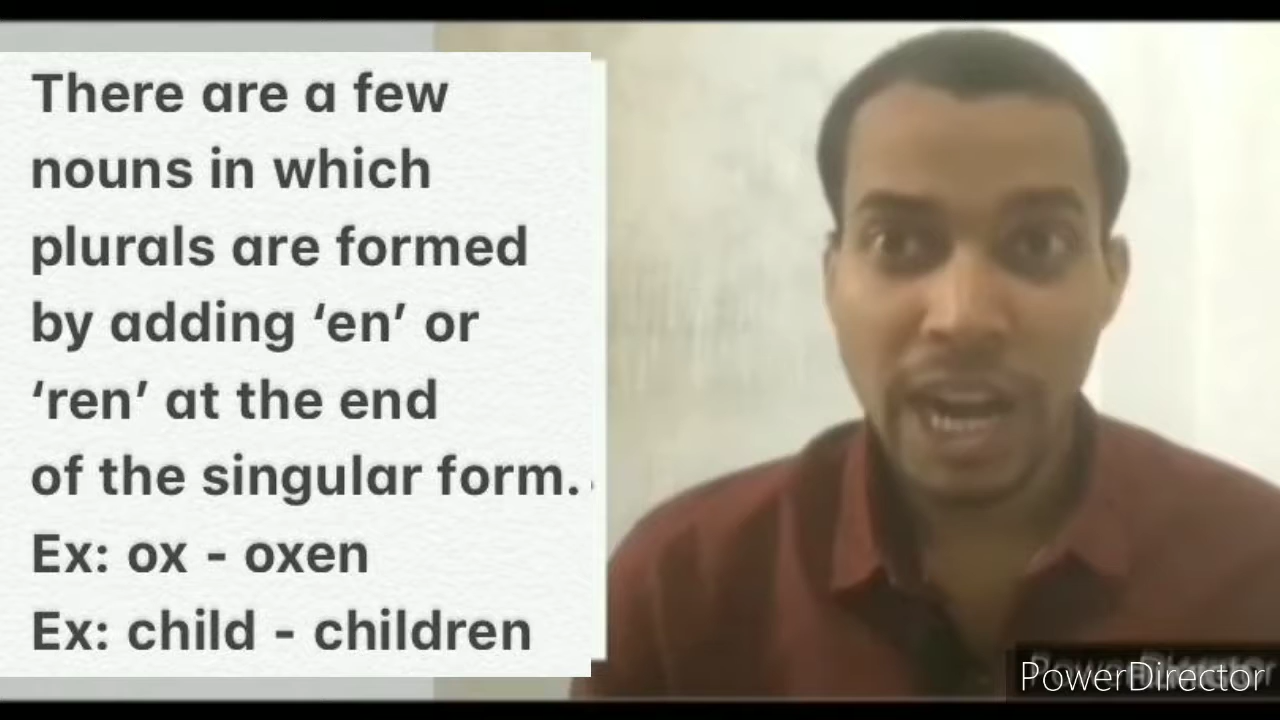 There are a few
nouns in which
plurals are formed
by adding ‘en’ or
‘ren’ at the end
of the singular form.
Ex: ox - oxen
Ex: child - children
PowerDirector